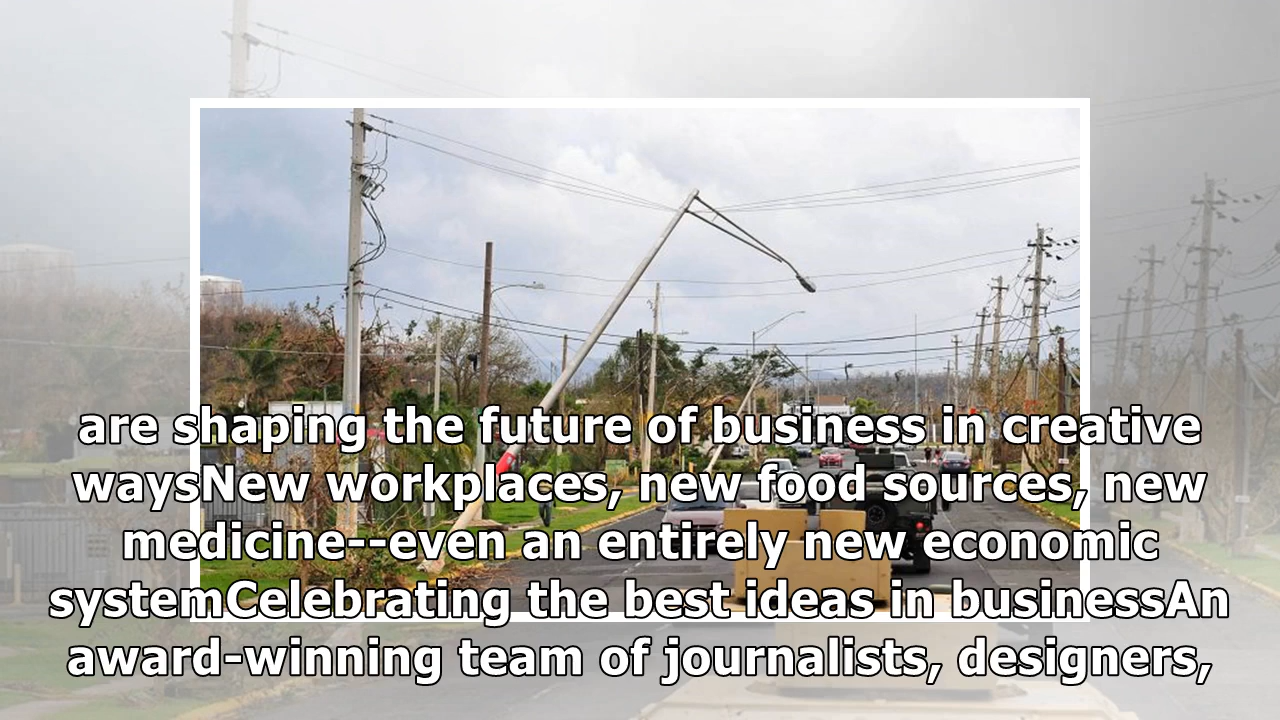 are shaping the future of business in creative
waysNew workplaces, new food sources, new
medicine--even an entirely new economic
systemCelebrating the best ideas in businessAn
award-winning team of journalists, designers,